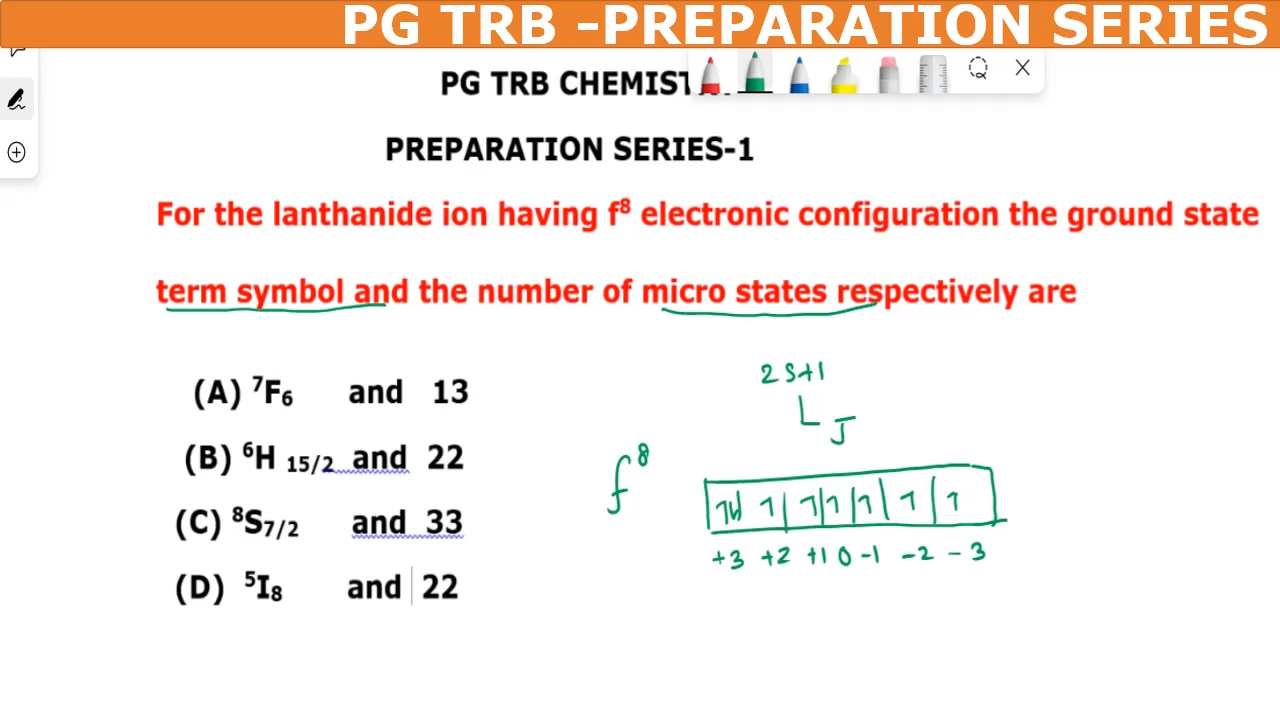 PG TRB -PREPARATION SERIES
PG TRB CHEMIST
PREPARATION SERIES-1
For the lanthanide ion having f⁸ electronic configuration the ground state
term symbol and the number of micro states respectively are
(A) ⁷F₆ and 13
(B) ⁶H 15/2 and 22
(C) ⁸S7/2 and 33
(D) ⁵I₈ and 22
2S+1
L
J
f⁸
+3 +2 +1 0 -1 -2 -3